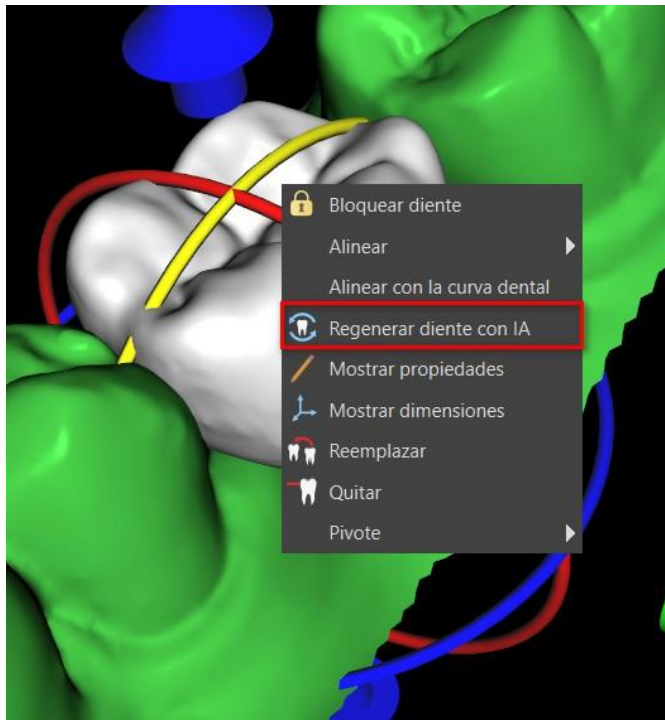 Bloquear diente
Alinear
Alinear con la curva dental
Regenerar diente con IA
Mostrar propiedades
Mostrar dimensiones
Reemplazar
Quitar
Pivote